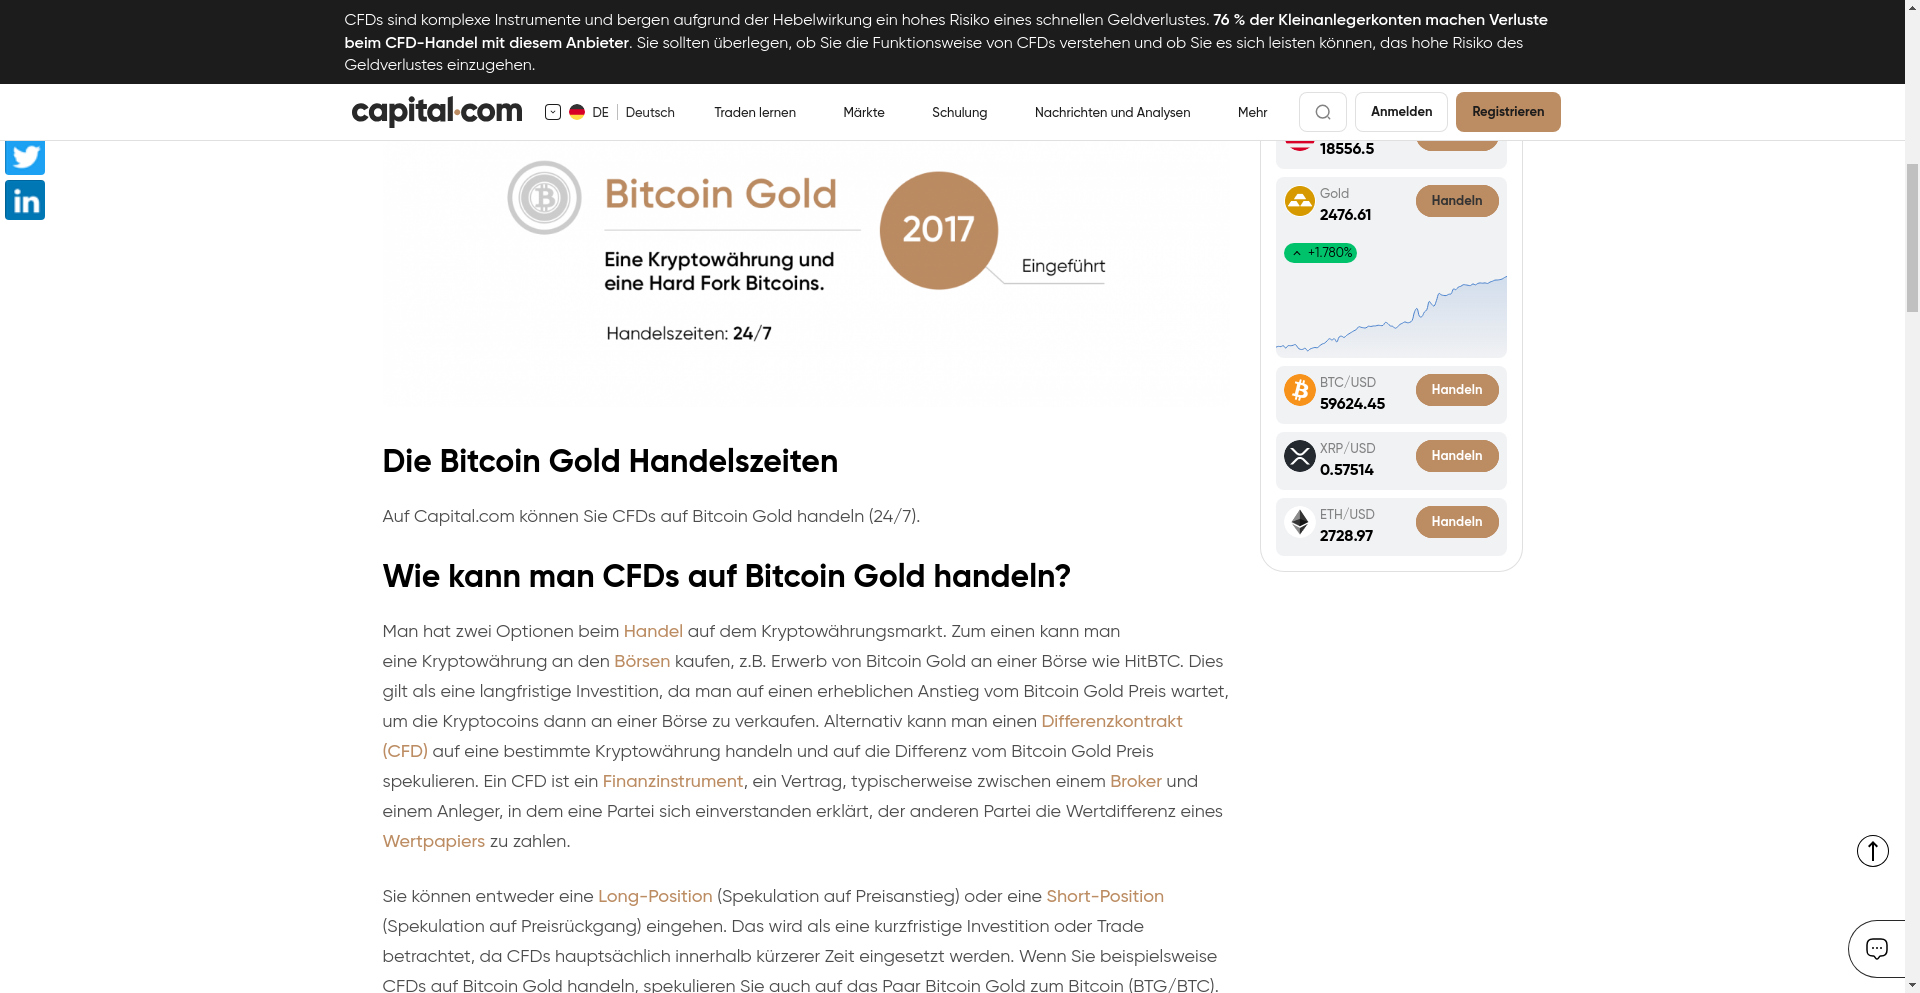 CFDs sind komplexe Instrumente und bergen aufgrund der Hebelwirkung ein hohes Risiko eines schnellen Geldverlustes. 76 % der Kleinanlegerkonten machen Verluste
beim CFD-Handel mit diesem Anbieter. Sie sollten überlegen, ob Sie die Funktionsweise von CFDs verstehen und ob Sie es sich leisten können, das hohe Risiko des
Geldverlustes einzugehen.
capital.com
DE
Deutsch
Traden lernen
Märkte
Schulung
Nachrichten und Analysen
Mehr
Anmelden
Registrieren
in
Bitcoin Gold
Eine Kryptowährung und
eine Hard Fork Bitcoins.
Handelszeiten: 24/7
2017
Eingeführt
18556.5
Gold
2476.61
Handeln
+1.780%
BTC/USD
59624.45
Handeln
XRP/USD
0.57514
Handeln
ETH/USD
2728.97
Handeln
Die Bitcoin Gold Handelszeiten
Auf Capital.com können Sie CFDs auf Bitcoin Gold handeln (24/7).
Wie kann man CFDs auf Bitcoin Gold handeln?
Man hat zwei Optionen beim Handel auf dem Kryptowährungsmarkt. Zum einen kann man
eine Kryptowährung an den Börsen kaufen, z.B. Erwerb von Bitcoin Gold an einer Börse wie HitBTC. Dies
gilt als eine langfristige Investition, da man auf einen erheblichen Anstieg vom Bitcoin Gold Preis wartet,
um die Kryptocoins dann an einer Börse zu verkaufen. Alternativ kann man einen Differenzkontrakt
(CFD) auf eine bestimmte Kryptowährung handeln und auf die Differenz vom Bitcoin Gold Preis
spekulieren. Ein CFD ist ein Finanzinstrument, ein Vertrag, typischerweise zwischen einem Broker und
einem Anleger, in dem eine Partei sich einverstanden erklärt, der anderen Partei die Wertdifferenz eines
Wertpapiers zu zahlen.
Sie können entweder eine Long-Position (Spekulation auf Preisanstieg) oder eine Short-Position
(Spekulation auf Preisrückgang) eingehen. Das wird als eine kurzfristige Investition oder Trade
betrachtet, da CFDs hauptsächlich innerhalb kürzerer Zeit eingesetzt werden. Wenn Sie beispielsweise
CFDs auf Bitcoin Gold handeln, spekulieren Sie auch auf das Paar Bitcoin Gold zum Bitcoin (BTG/BTC).